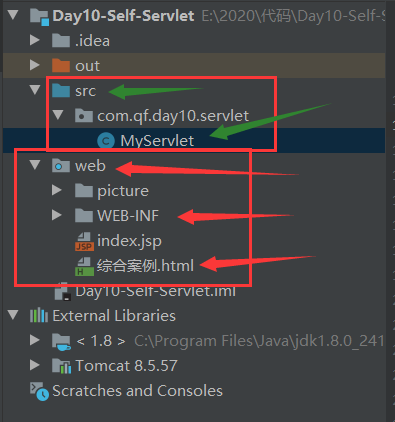 Day10-Self-Servlet E:\2020\代码\Day10-Self-Servlet
.idea
out
src
com.qf.day10.servlet
C MyServlet
web
picture
WEB-INF
JSP index.jsp
H 综合案例.html
Day10-Self-Servlet.iml
External Libraries
< 1.8 > C:\Program Files\Java\jdk1.8.0_241
Tomcat 8.5.57
Scratches and Consoles